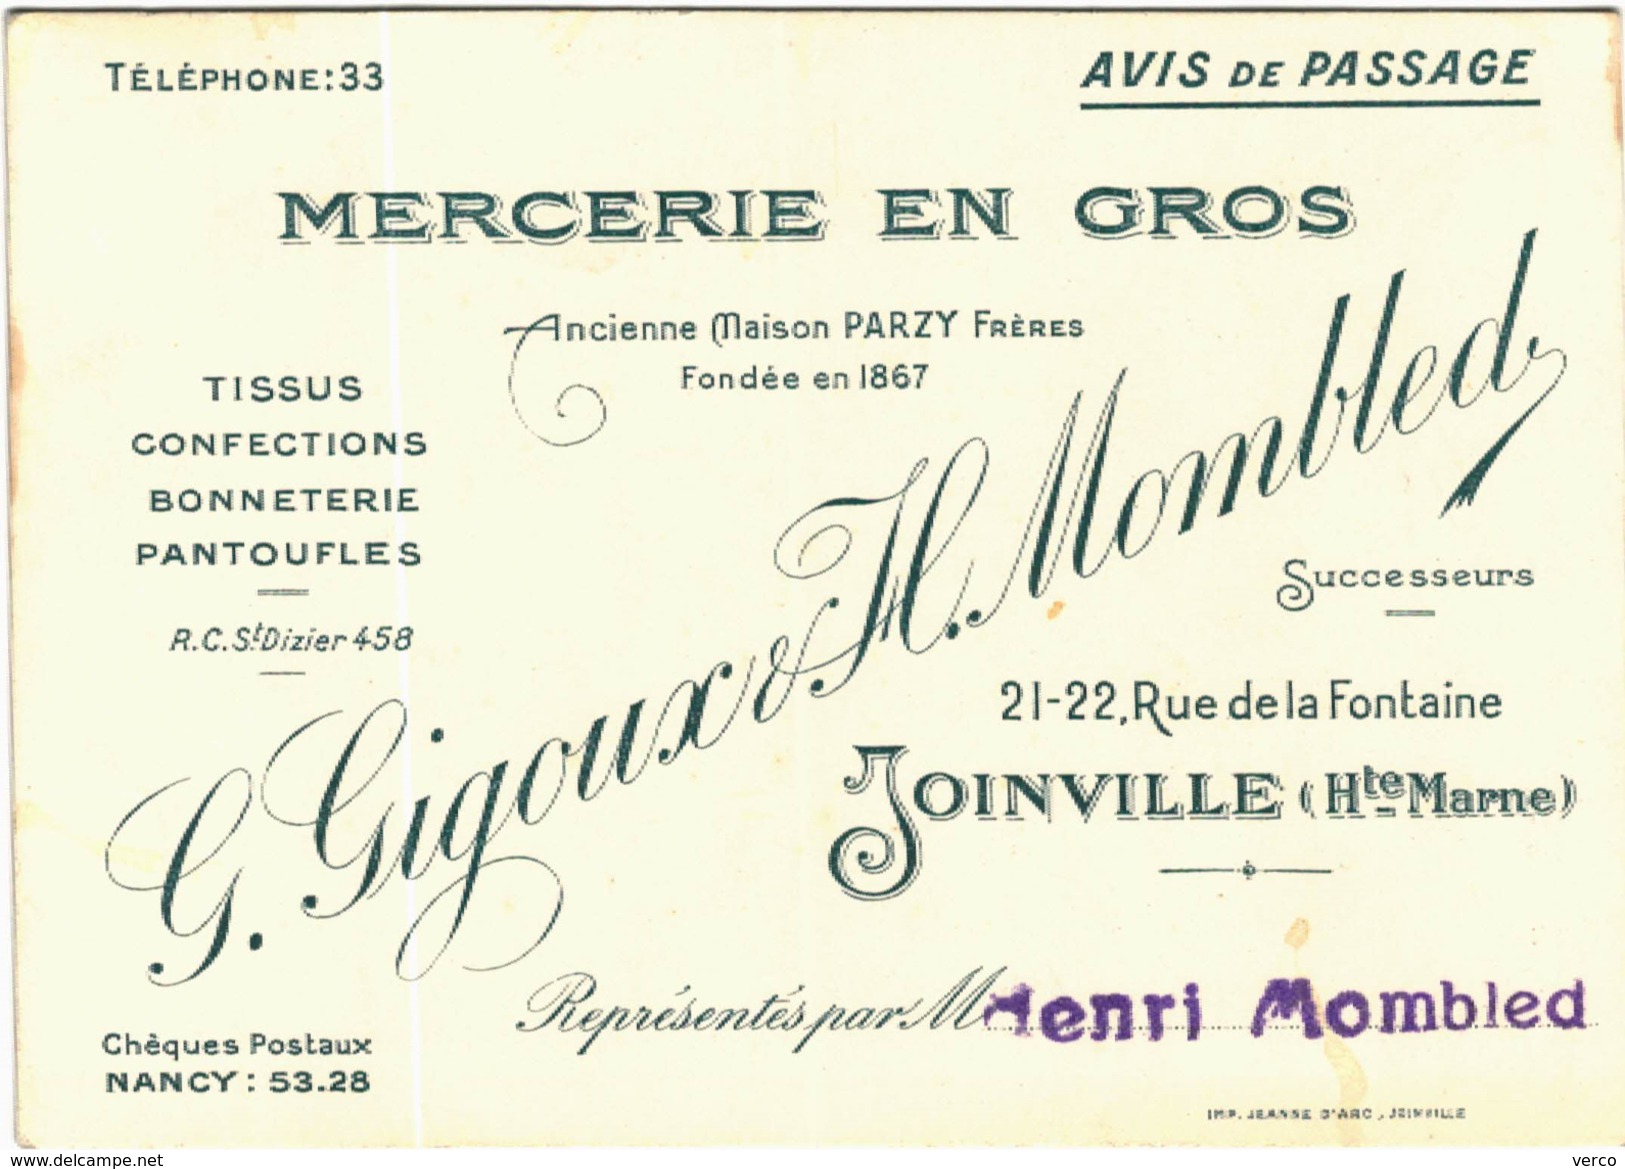 TÉLÉPHONE: 33
AVIS DE PASSAGE
MERCERIE EN GROS
Ancienne Maison PARZY FRÈRES
Fondée en 1867
TISSUS
CONFECTIONS
BONNETERIE
PANTOUFLES
R.C. St Dizier 458
G. Gigoux & H. Mombled
Successeurs
21-22, Rue de la Fontaine
JOINVILLE (Hte Marne)
Représentés par M Henri Mombled
Chèques Postaux
NANCY: 53.28
IMP. JEANNE D'ARC, JOINVILLE
www.delcampe.net
verco